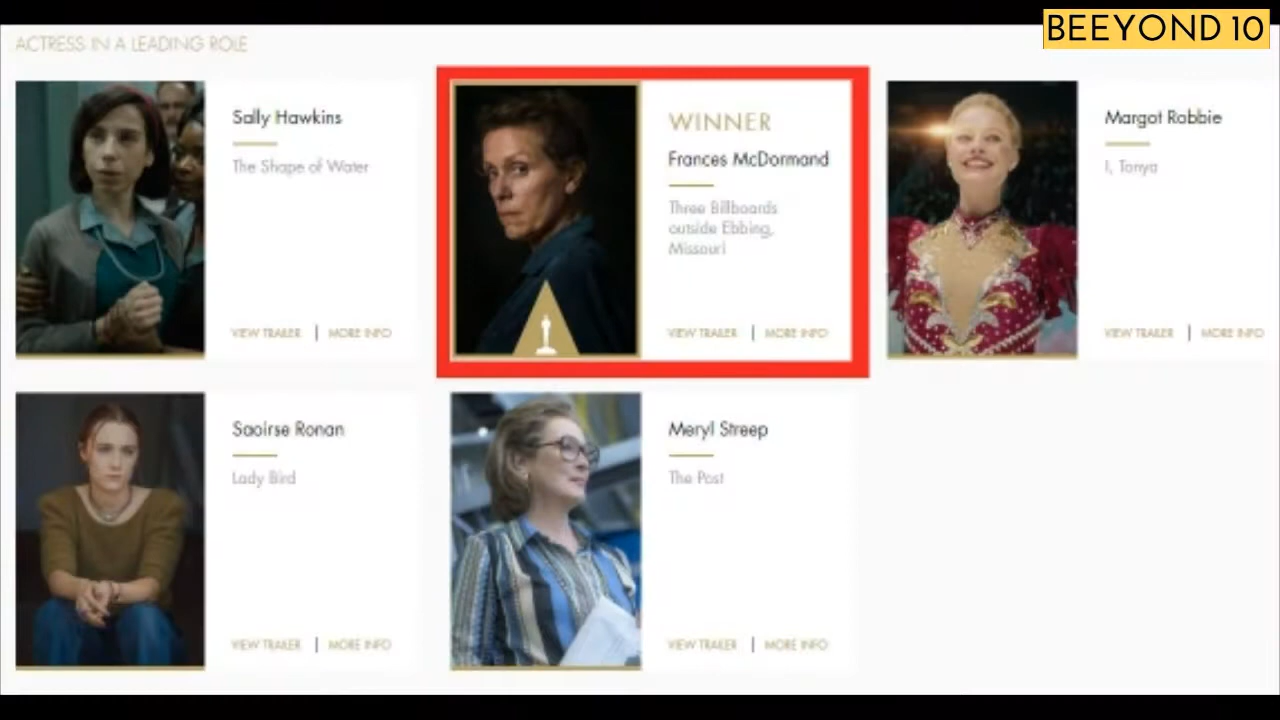 BEEYOND 10
ACTRESS IN A LEADING ROLE
Sally Hawkins
The Shape of Water
VIEW TRAILER | MORE INFO
WINNER
Frances McDormand
Three Billboards
outside Ebbing,
Missouri
VIEW TRAILER | MORE INFO
Margot Robbie
I, Tonya
VIEW TRAILER | MORE INFO
Saoirse Ronan
Lady Bird
VIEW TRAILER | MORE INFO
Meryl Streep
The Post
VIEW TRAILER | MORE INFO